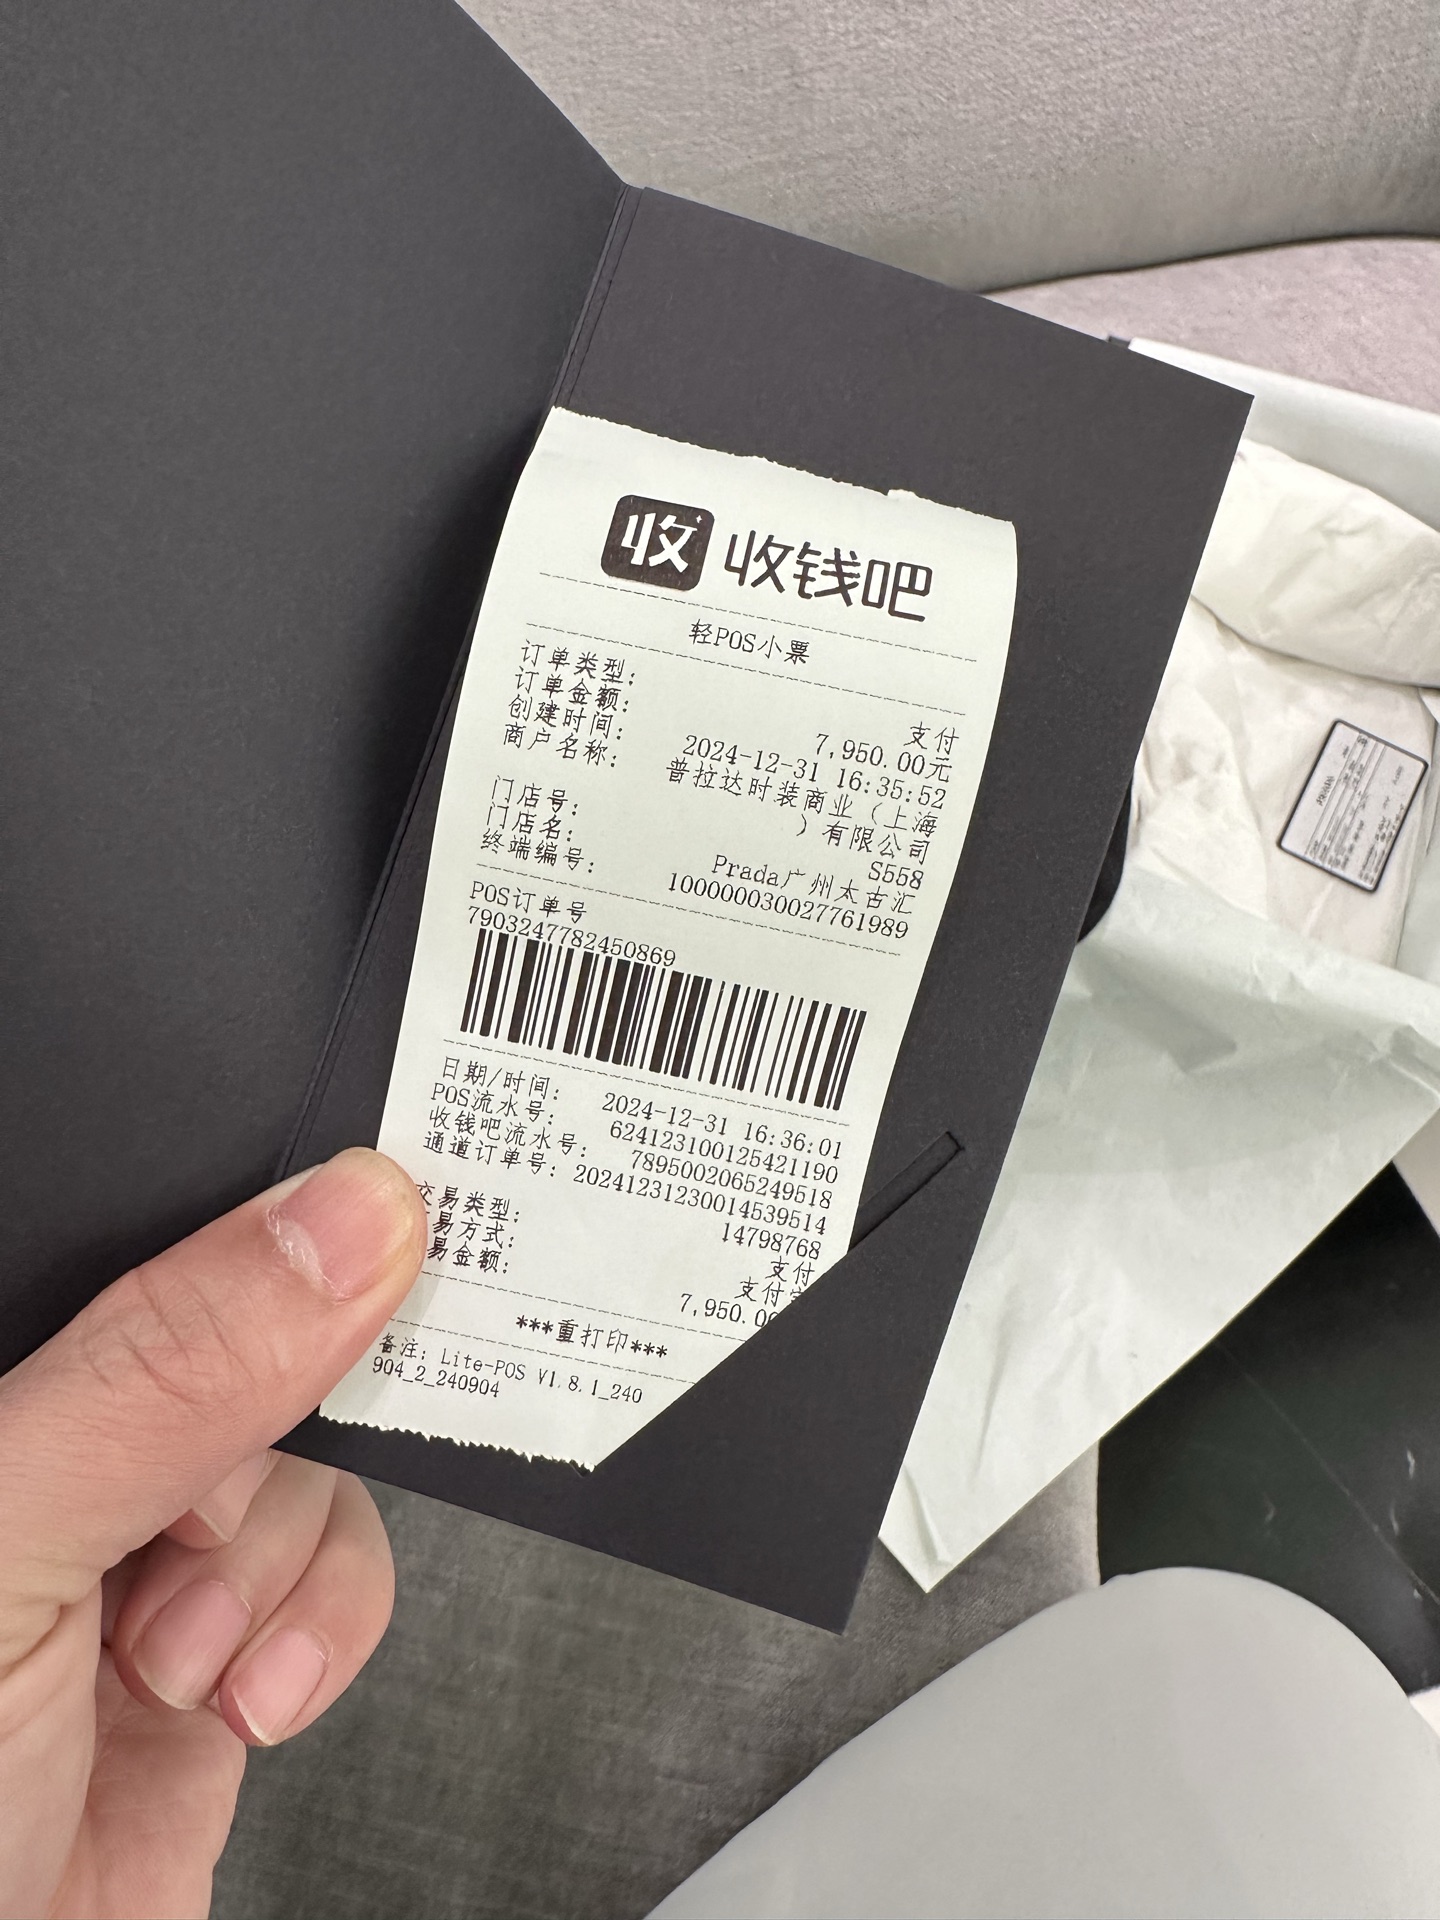 收 收钱吧
轻POS小票
订单类型: 支付
订单金额: 7,950.00元
创建时间: 2024-12-31 16:35:52
商户名称: 普拉达时装商业（上海
）有限公司
门店号: S558
门店名: Prada广州太古汇
终端编号: 10000030027761989
POS订单号
7903247782450869
日期/时间: 2024-12-31 16:36:01
POS流水号: 624123100125421190
收钱吧流水号: 7895002065249518
通道订单号: 20241231230014539514
14798768
交易类型: 支付
易方式: 支付
易金额: 7,950.0
***重打印***
备注: Lite-POS V1.8.1_240
904_2_240904